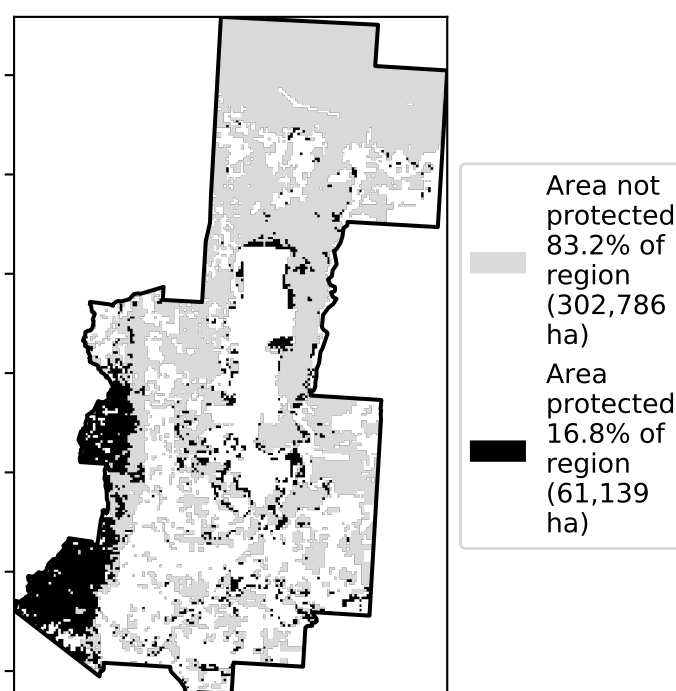 Area not
protected
83.2% of
region
(302,786
ha)
Area
protected
16.8% of
region
(61,139
ha)